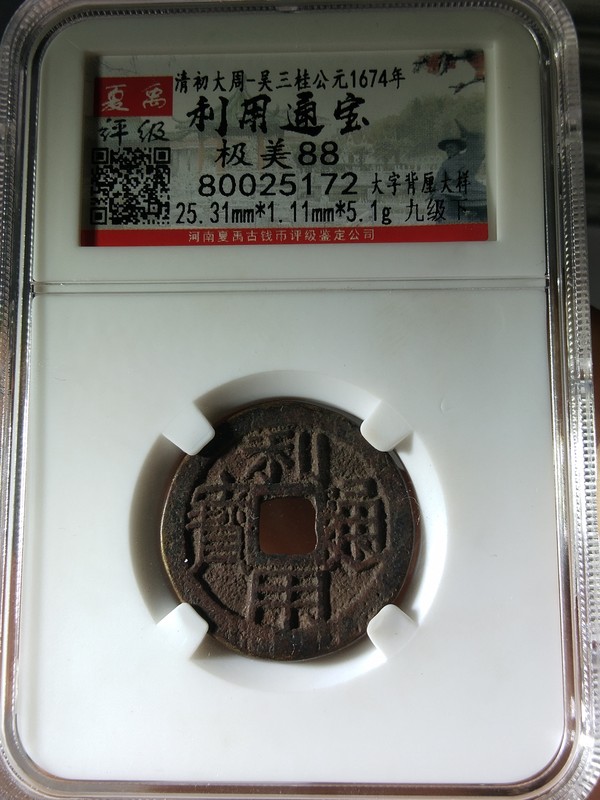 清初大周-吴三桂公元1674年
夏禹
评级
利用通宝
极美88
80025172 大字背厘大样
25.31mm*1.11mm*5.1g 九级下
河南夏禹古钱币评级鉴定公司
利用通寶